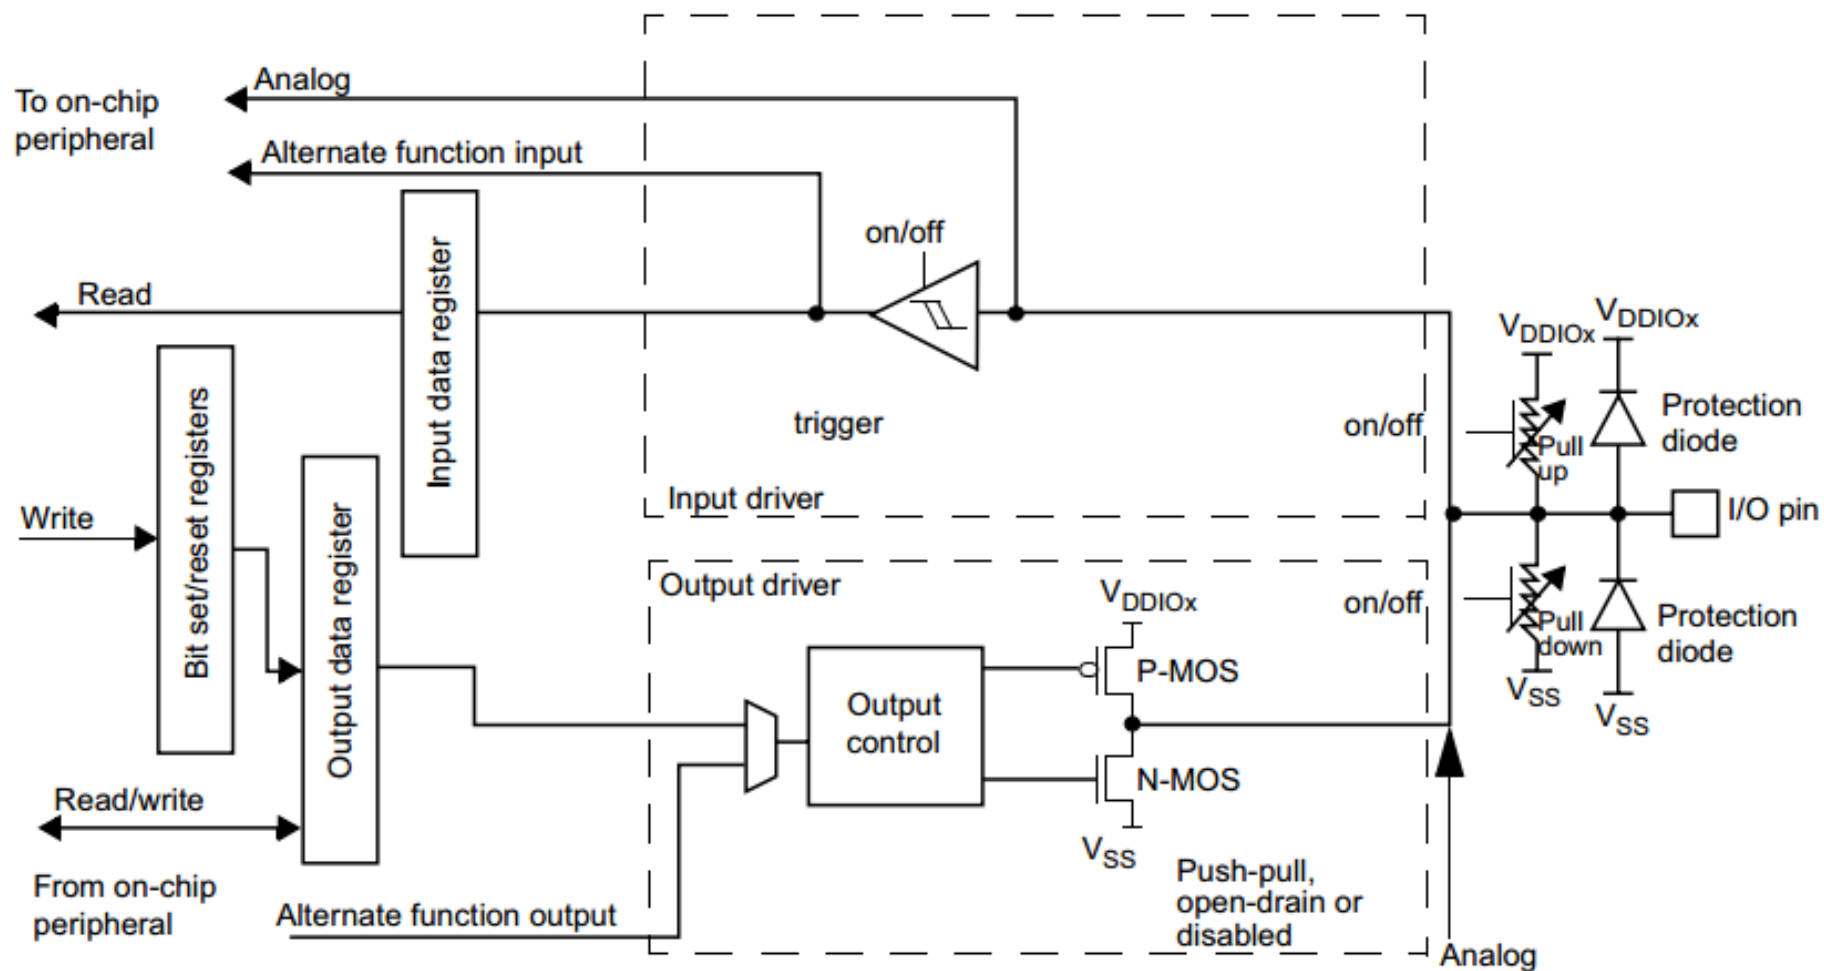 Analog
To on-chip
peripheral
Alternate function input
on/off
Read
Input data register
trigger
Input driver
Bit set/reset registers
Write
Output data register
Read/write
From on-chip
peripheral
Alternate function output
Output driver
Output
control
VDDIOx
P-MOS
N-MOS
VSS
Push-pull,
open-drain or
disabled
Analog
on/off
on/off
VDDIOx
VDDIOx
Pull
up
Protection
diode
I/O pin
Pull
down
Protection
diode
VSS
VSS